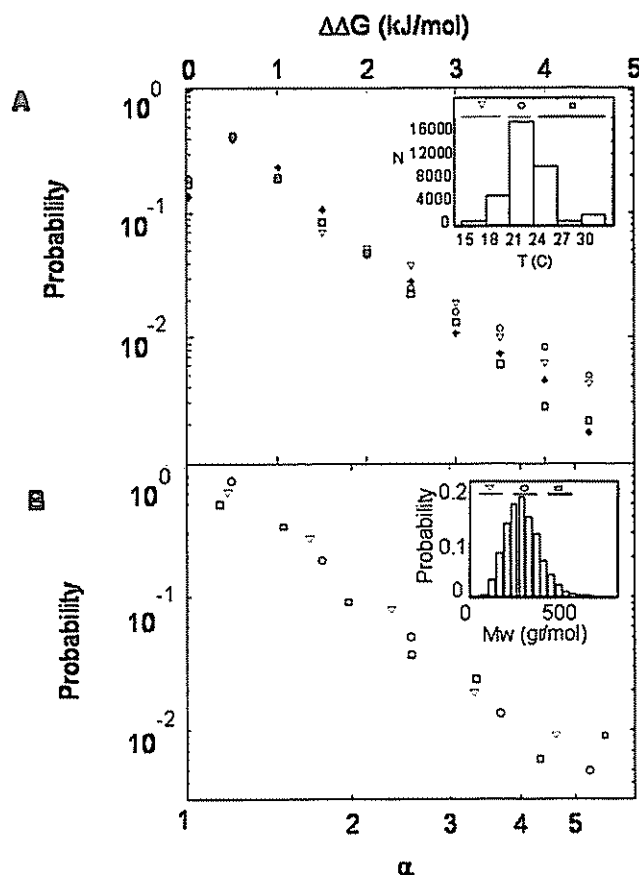 ΔΔG (kJ/mol)
0 1 2 3 4 5
A
10^0
10^-1
10^-2
Probability
N
16000
12000
8000
4000
0
15 18 21 24 27 30
T (C)
B
10^0
10^-1
10^-2
Probability
Probability
0.2
0.1
0
0 500
Mw (gr/mol)
1 2 3 4 5
α